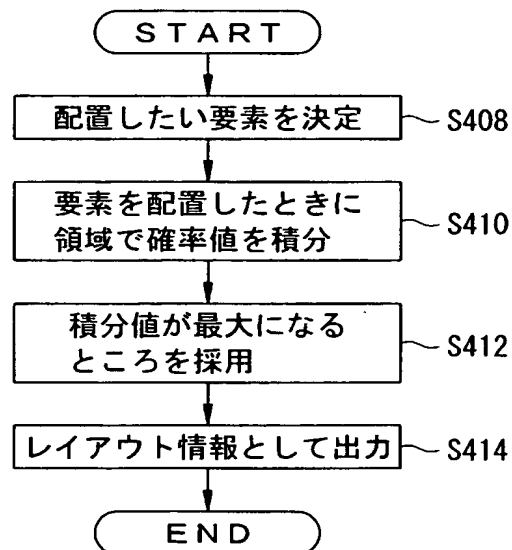 START
配置したい要素を決定
S408
要素を配置したときに
領域で確率値を積分
S410
積分値が最大になる
ところを採用
S412
レイアウト情報として出力
S414
END